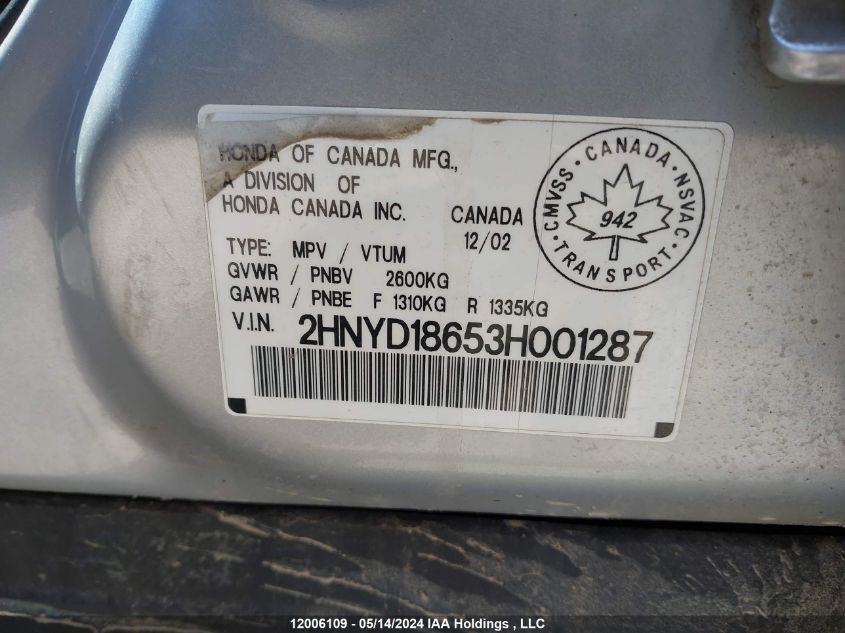 HONDA OF CANADA MFG.,
A DIVISION OF
HONDA CANADA INC.
CANADA
12/02
TYPE: MPV / VTUM
GVWR / PNBV 2600KG
GAWR / PNBE F 1310KG R 1335KG
V.I.N. 2HNYD18653H001287
CMVSS · CANADA · NSVAC
942
· TRANSPORT ·
12006109 - 05/14/2024 IAA Holdings , LLC/